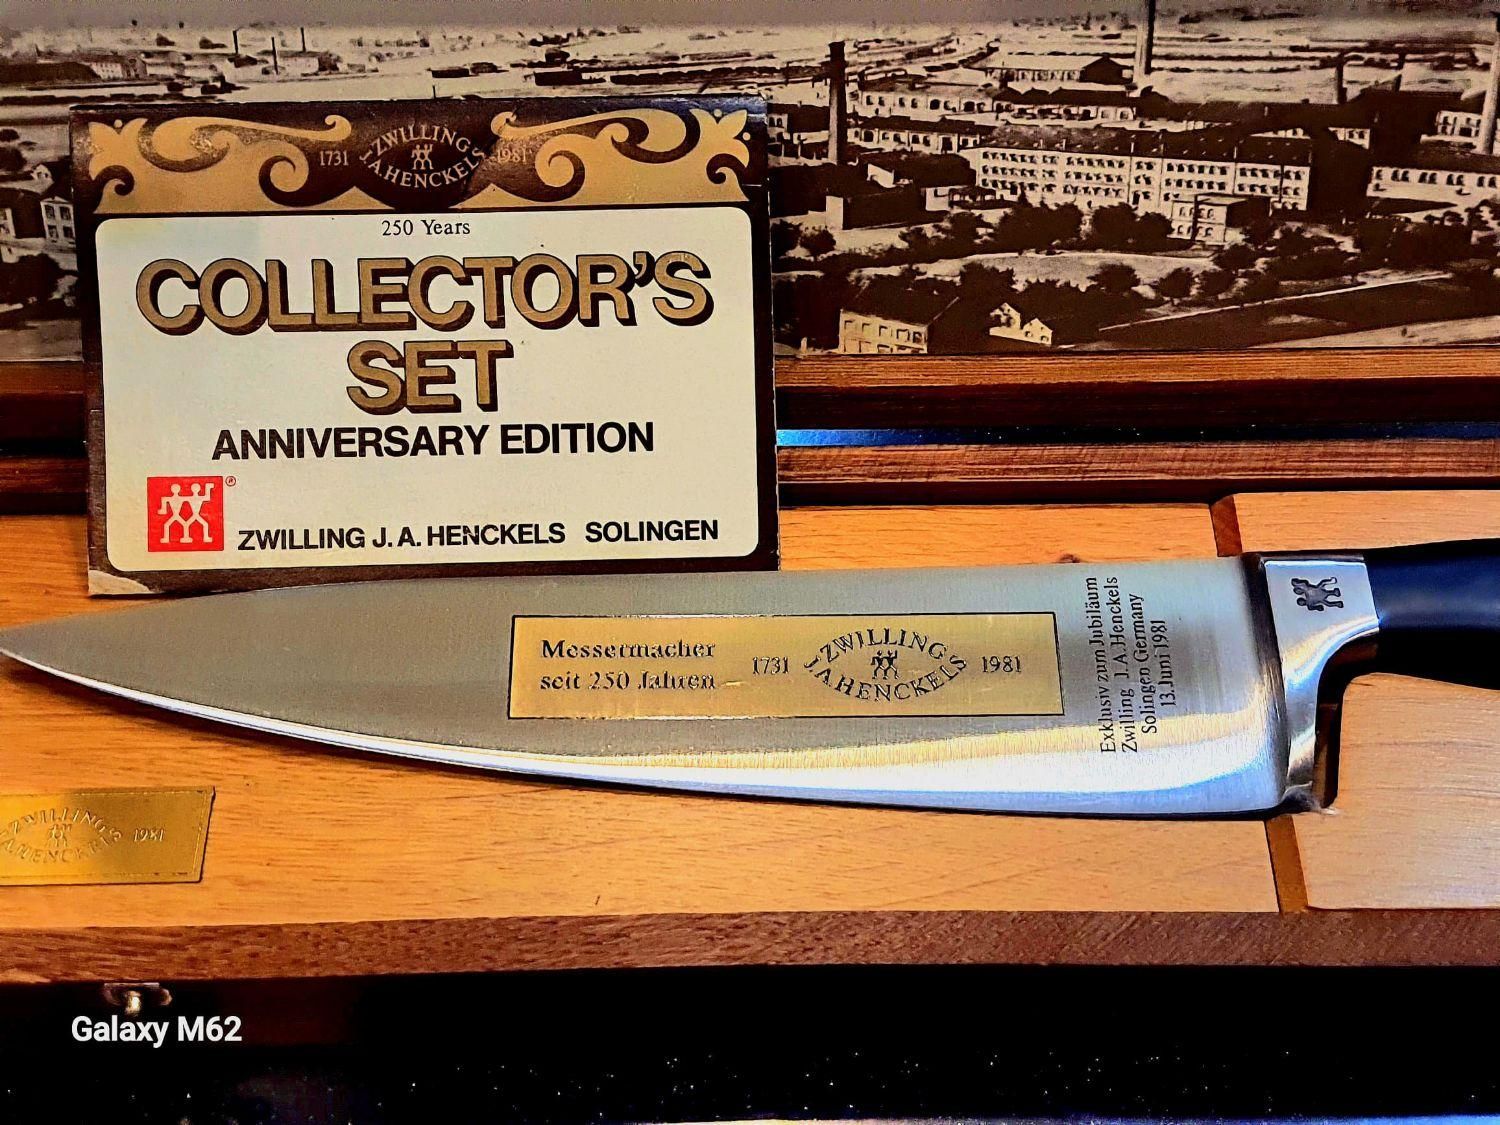 1731 ZWILLING J.A.HENCKELS 1981
250 Years
COLLECTOR'S
SET
ANNIVERSARY EDITION
®
ZWILLING J.A. HENCKELS SOLINGEN
Messermacher
seit 250 Jahren
1731 ZWILLING J.A.HENCKELS 1981
Exklusiv zum Jubiläum
Zwilling J.A. Henckels
Solingen Germany
13. Juni 1981
ZWILLING J.A.HENCKELS 1981
Galaxy M62